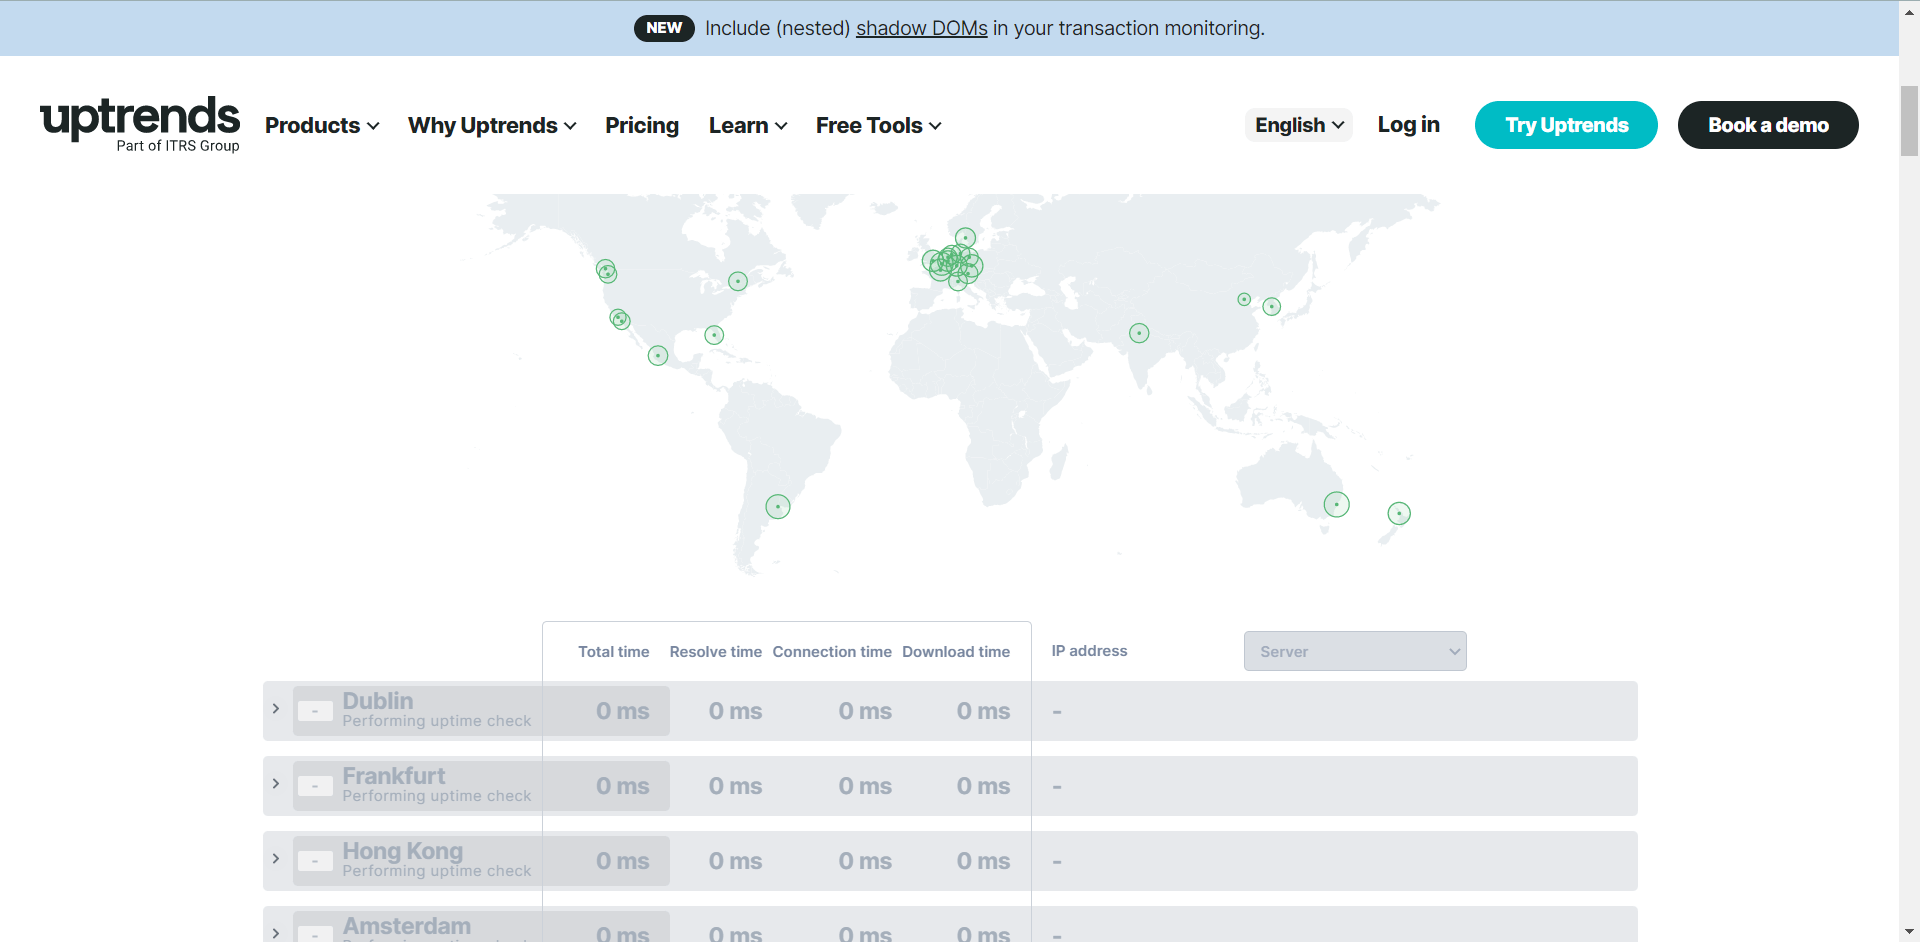 NEW Include (nested) shadow DOMs in your transaction monitoring.
uptrends
Part of ITRS Group
Products Why Uptrends Pricing Learn Free Tools English Log in Try Uptrends Book a demo
Total time Resolve time Connection time Download time IP address Server
Dublin
Performing uptime check
- 0 ms 0 ms 0 ms 0 ms -
Frankfurt
Performing uptime check
- 0 ms 0 ms 0 ms 0 ms -
Hong Kong
Performing uptime check
- 0 ms 0 ms 0 ms 0 ms -
Amsterdam
- 0 ms 0 ms 0 ms 0 ms -